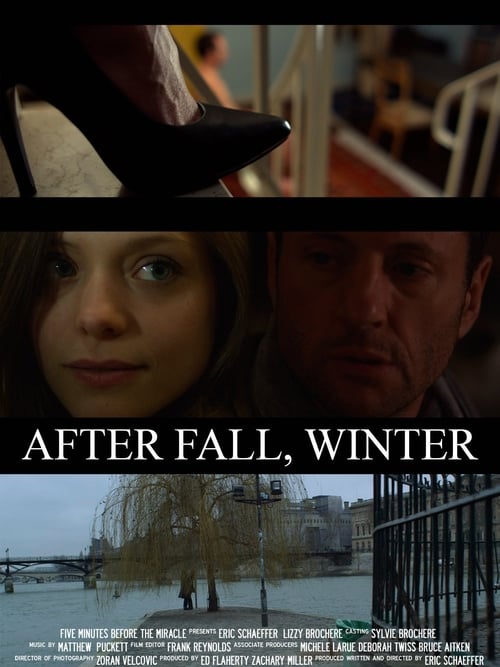 AFTER FALL, WINTER
FIVE MINUTES BEFORE THE MIRACLE PRESENTS ERIC SCHAEFFER LIZZY BROCHERE CASTING SYLVIE BROCHERE
MUSIC BY MATTHEW PUCKETT FILM EDITOR FRANK REYNOLDS ASSOCIATE PRODUCERS MICHELE LARUE DEBORAH TWISS BRUCE AITKEN
DIRECTOR OF PHOTOGRAPHY ZORAN VELCOVIC PRODUCED BY ED FLAHERTY ZACHARY MILLER PRODUCED WRITTEN AND DIRECTED BY ERIC SCHAEFFER